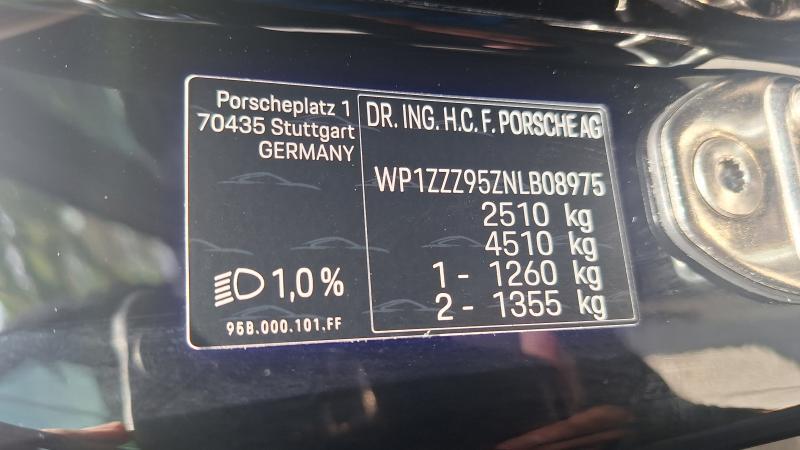 Porscheplatz 1
70435 Stuttgart
GERMANY
DR. ING. H.C. F. PORSCHE AG
WP1ZZZ95ZNLB08975
2510 kg
4510 kg
1 - 1260 kg
2 - 1355 kg
1,0 %
95B.000.101.FF